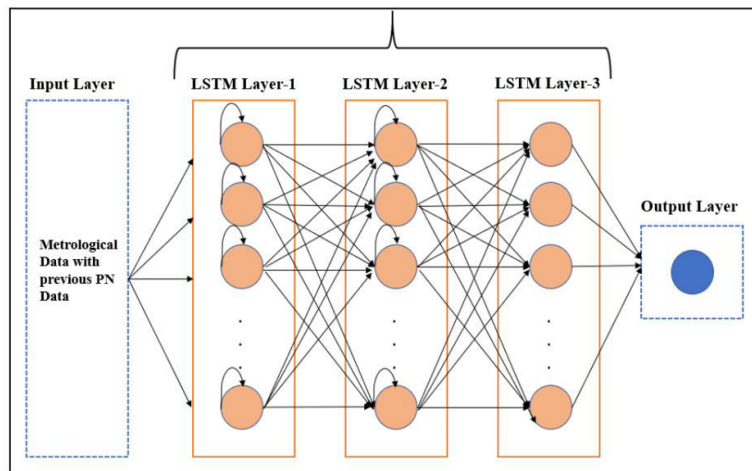 Input Layer
LSTM Layer-1
LSTM Layer-2
LSTM Layer-3
Output Layer
Metrological
Data with
previous PN
Data